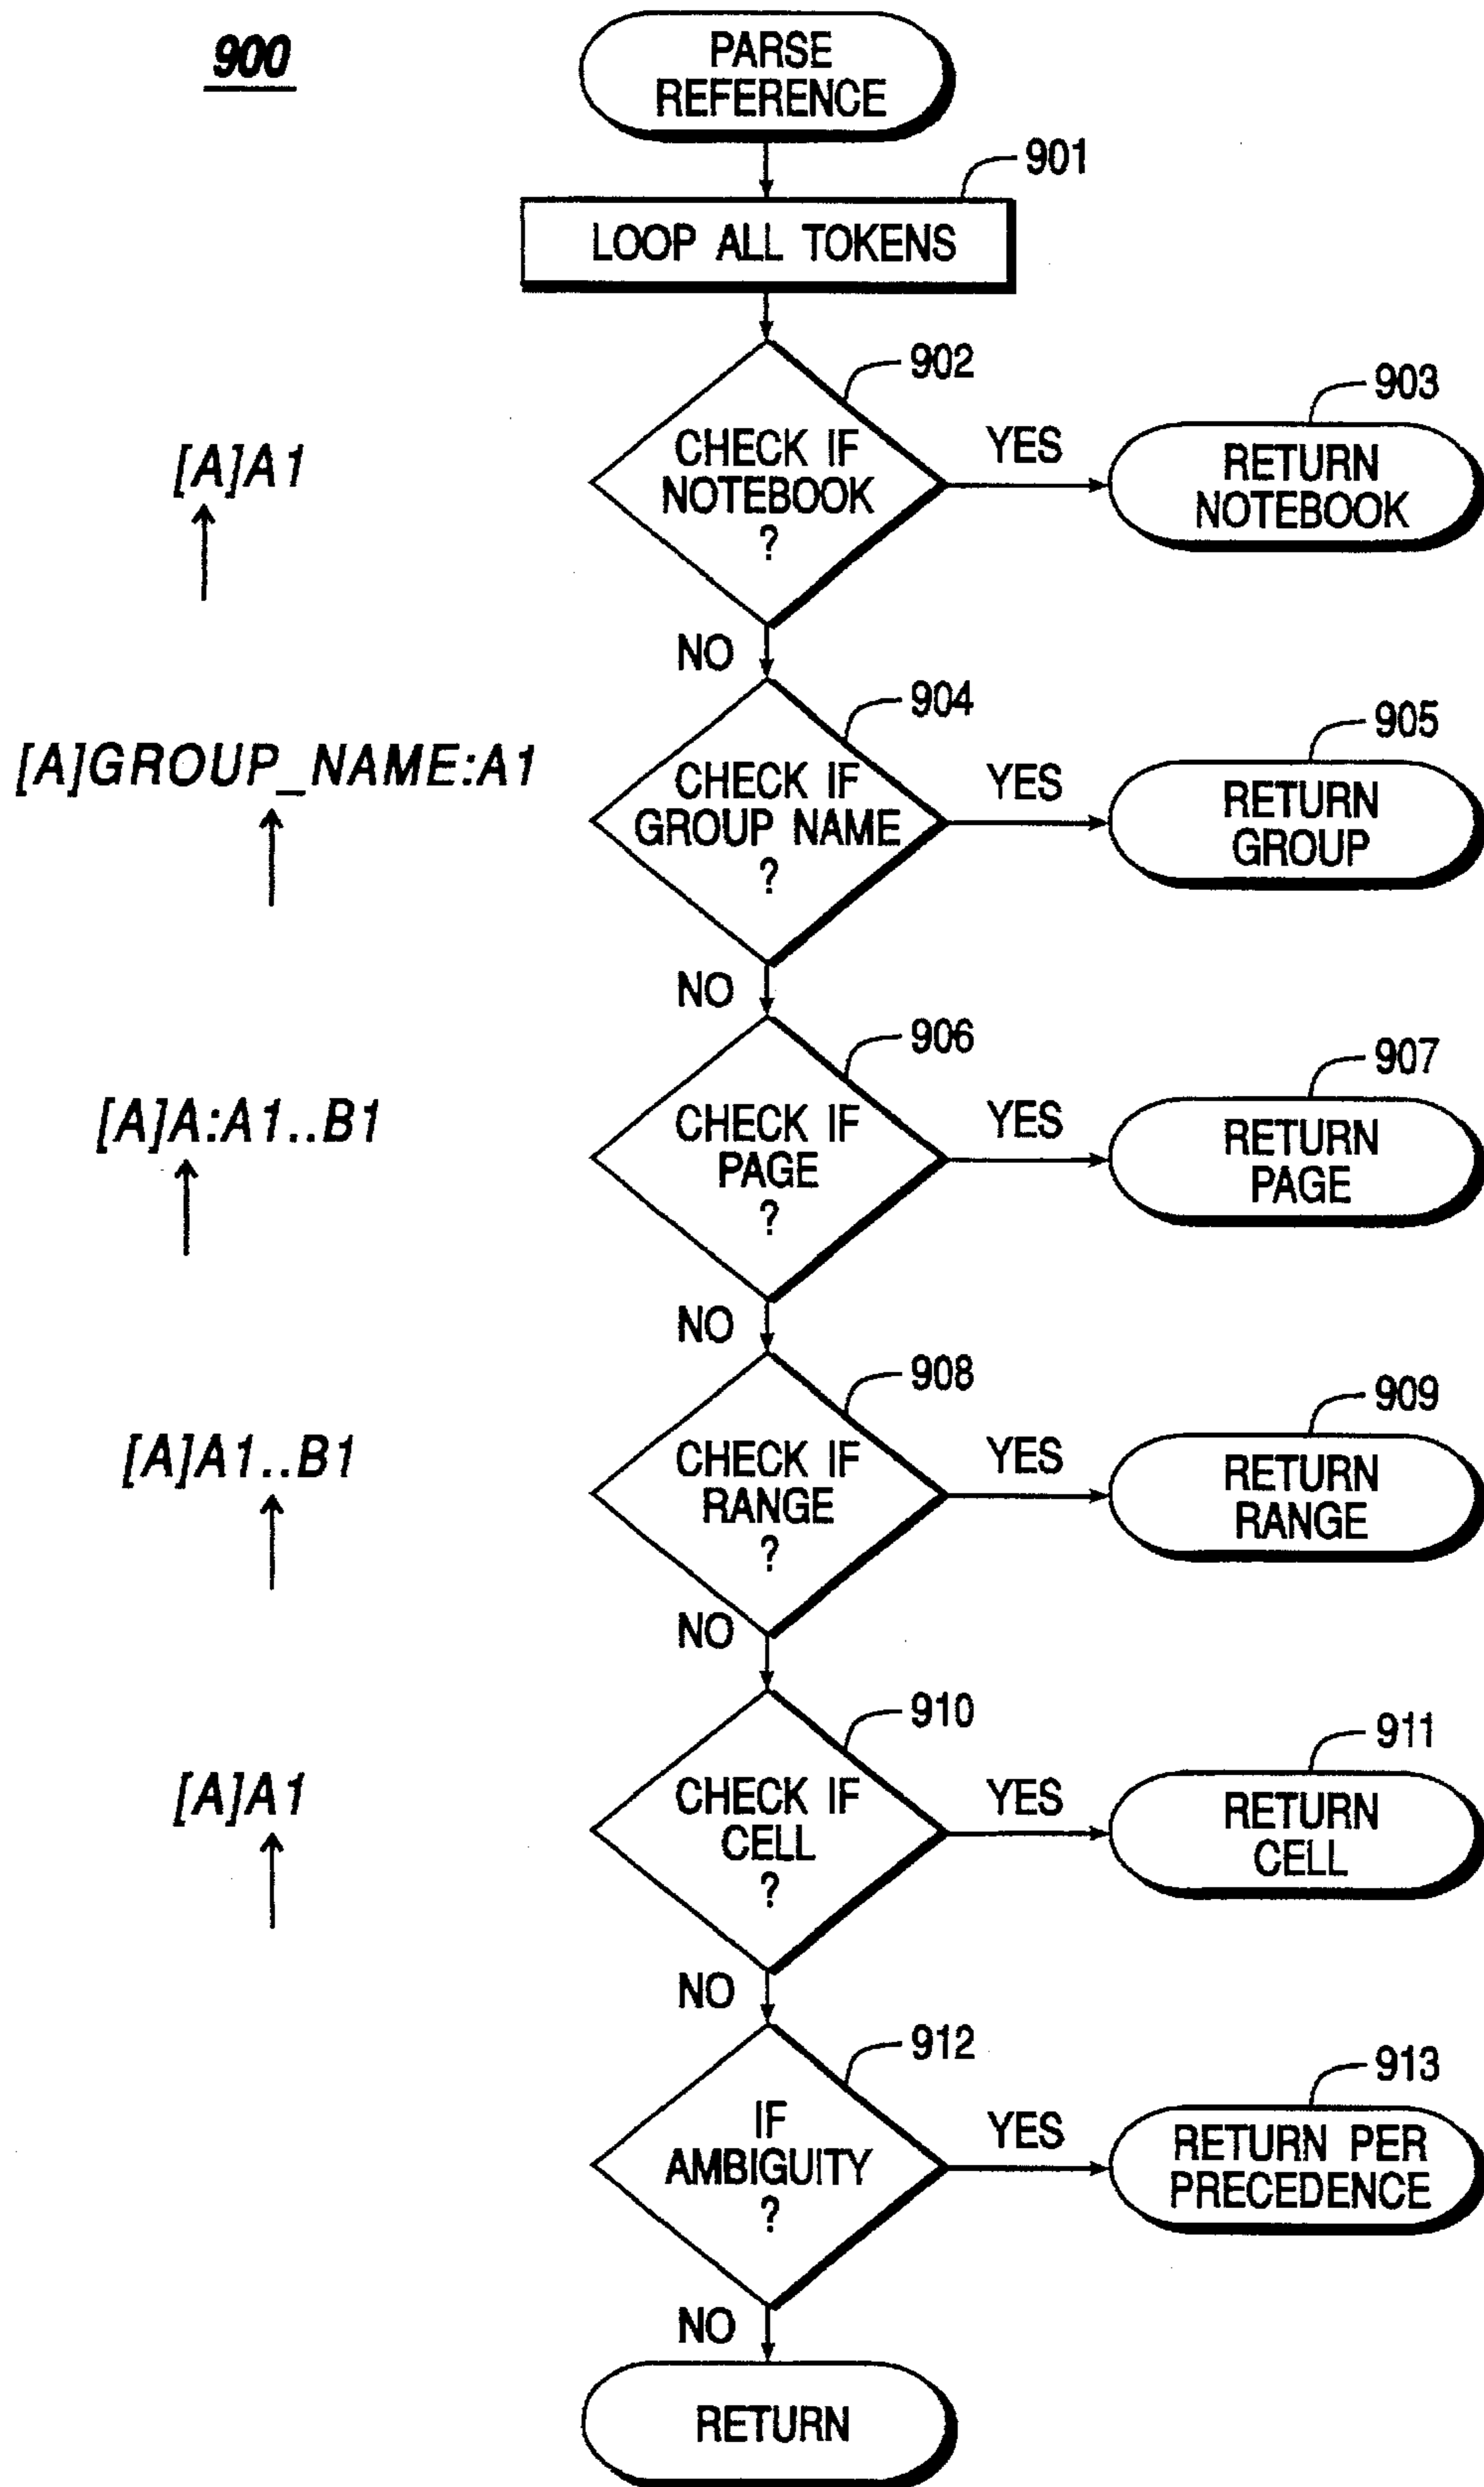 900
PARSE
REFERENCE
901
LOOP ALL TOKENS
902
903
[A]A1
CHECK IF
NOTEBOOK
?
YES
RETURN
NOTEBOOK
NO
904
905
[A]GROUP_NAME:A1
CHECK IF
GROUP NAME
?
YES
RETURN
GROUP
NO
906
907
[A]A:A1..B1
CHECK IF
PAGE
?
YES
RETURN
PAGE
NO
908
909
[A]A1..B1
CHECK IF
RANGE
?
YES
RETURN
RANGE
NO
910
911
[A]A1
CHECK IF
CELL
?
YES
RETURN
CELL
NO
912
913
IF
AMBIGUITY
?
YES
RETURN PER
PRECEDENCE
NO
RETURN